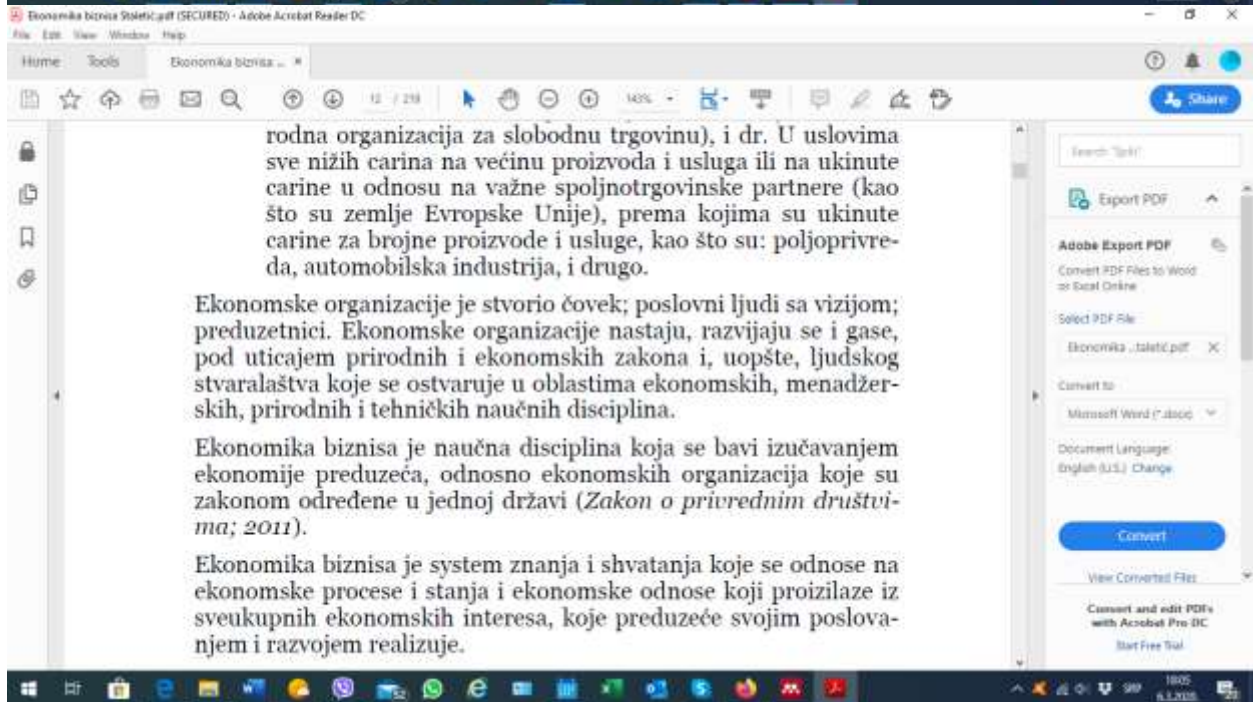 Ekonomika biznisa Staletić.pdf (SECURED) - Adobe Acrobat Reader DC
File Edit View Window Help
Home Tools Ekonomika biznisa ... ×
12 / 219 143%
Share
rodna organizacija za slobodnu trgovinu), i dr. U uslovima
sve nižih carina na većinu proizvoda i usluga ili na ukinute
carine u odnosu na važne spoljnotrgovinske partnere (kao
što su zemlje Evropske Unije), prema kojima su ukinute
carine za brojne proizvode i usluge, kao što su: poljoprivre-
da, automobilska industrija, i drugo.
Ekonomske organizacije je stvorio čovek; poslovni ljudi sa vizijom;
preduzetnici. Ekonomske organizacije nastaju, razvijaju se i gase,
pod uticajem prirodnih i ekonomskih zakona i, uopšte, ljudskog
stvaralaštva koje se ostvaruje u oblastima ekonomskih, menadžer-
skih, prirodnih i tehničkih naučnih disciplina.
Ekonomika biznisa je naučna disciplina koja se bavi izučavanjem
ekonomije preduzeća, odnosno ekonomskih organizacija koje su
zakonom određene u jednoj državi (Zakon o privrednim društvi-
ma; 2011).
Ekonomika biznisa je system znanja i shvatanja koje se odnose na
ekonomske procese i stanja i ekonomske odnose koji proizilaze iz
sveukupnih ekonomskih interesa, koje preduzeće svojim poslova-
njem i razvojem realizuje.
Search 'Split'
Export PDF
Adobe Export PDF
Convert PDF Files to Word
or Excel Online
Select PDF File
Ekonomika ...taletić.pdf ×
Convert to
Microsoft Word (*.docx)
Document Language:
English (U.S.) Change
Convert
View Converted Files
Convert and edit PDFs
with Acrobat Pro DC
Start Free Trial
SRP
18:05